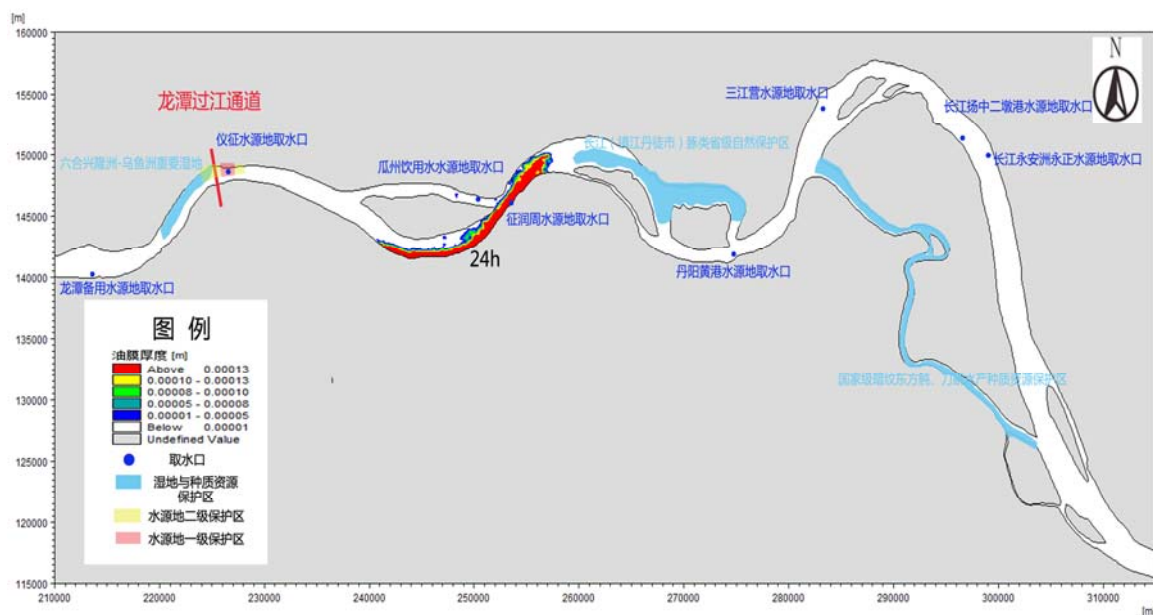 [m]
160000
155000
150000
145000
140000
135000
130000
125000
120000
115000
N
龙潭过江通道
仪征水源地取水口
六合兴隆洲-乌鱼洲重要湿地
瓜州饮用水水源地取水口
长江（镇江丹徒市）豚类省级自然保护区
三江营水源地取水口
长江扬中二墩港水源地取水口
长江永安洲永正水源地取水口
征润周水源地取水口
24h
丹阳黄港水源地取水口
龙潭备用水源地取水口
国家级暗纹东方鲀、刀鲚水产种质资源保护区
图 例
油膜厚度 [m]
Above 0.00013
0.00010 - 0.00013
0.00008 - 0.00010
0.00005 - 0.00008
0.00001 - 0.00005
Below 0.00001
Undefined Value
取水口
湿地与种质资源
保护区
水源地二级保护区
水源地一级保护区
210000 220000 230000 240000 250000 260000 270000 280000 290000 300000 310000